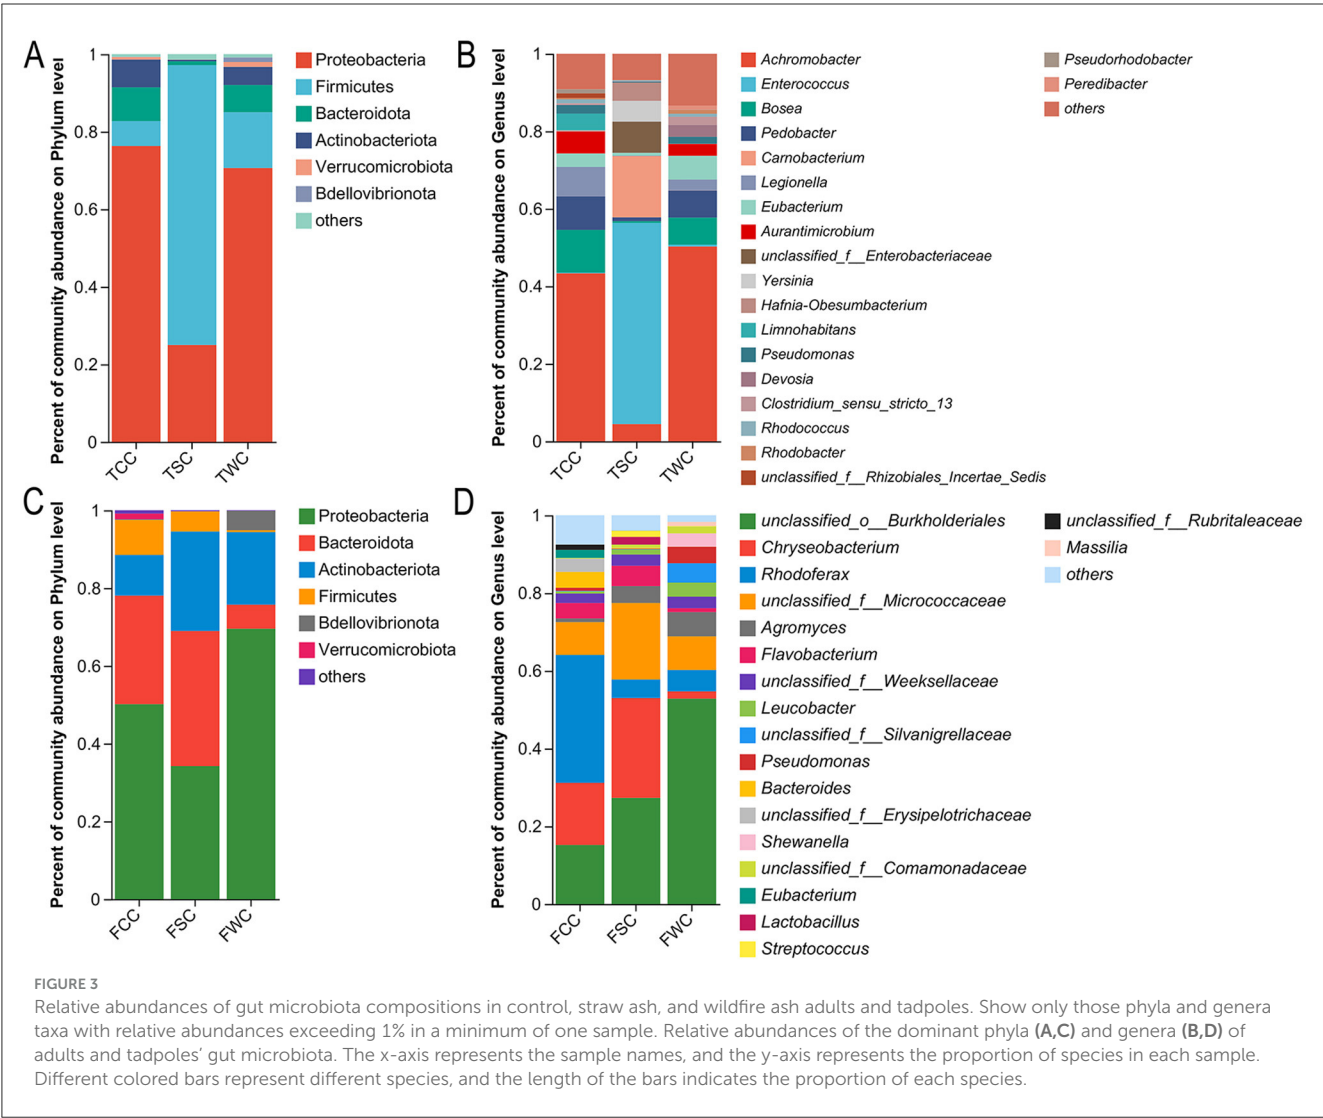 A
Percent of community abundance on Phylum level
1
0.8
0.6
0.4
0.2
0
TCC
TSC
TWC
Proteobacteria
Firmicutes
Bacteroidota
Actinobacteriota
Verrucomicrobiota
Bdellovibrionota
others
B
Percent of community abundance on Genus level
1
0.8
0.6
0.4
0.2
0
TCC
TSC
TWC
Achromobacter
Enterococcus
Bosea
Pedobacter
Carnobacterium
Legionella
Eubacterium
Aurantimicrobium
unclassified_f__Enterobacteriaceae
Yersinia
Hafnia-Obesumbacterium
Limnohabitans
Pseudomonas
Devosia
Clostridium_sensu_stricto_13
Rhodococcus
Rhodobacter
unclassified_f__Rhizobiales_Incertae_Sedis
Pseudorhodobacter
Peredibacter
others
C
Percent of community abundance on Phylum level
1
0.8
0.6
0.4
0.2
0
FCC
FSC
FWC
Proteobacteria
Bacteroidota
Actinobacteriota
Firmicutes
Bdellovibrionota
Verrucomicrobiota
others
D
Percent of community abundance on Genus level
1
0.8
0.6
0.4
0.2
0
FCC
FSC
FWC
unclassified_o__Burkholderiales
Chryseobacterium
Rhodoferax
unclassified_f__Micrococcaceae
Agromyces
Flavobacterium
unclassified_f__Weeksellaceae
Leucobacter
unclassified_f__Silvanigrellaceae
Pseudomonas
Bacteroides
unclassified_f__Erysipelotrichaceae
Shewanella
unclassified_f__Comamonadaceae
Eubacterium
Lactobacillus
Streptococcus
unclassified_f__Rubritaleaceae
Massilia
others
FIGURE 3
Relative abundances of gut microbiota compositions in control, straw ash, and wildfire ash adults and tadpoles. Show only those phyla and genera
taxa with relative abundances exceeding 1% in a minimum of one sample. Relative abundances of the dominant phyla (A,C) and genera (B,D) of
adults and tadpoles' gut microbiota. The x-axis represents the sample names, and the y-axis represents the proportion of species in each sample.
Different colored bars represent different species, and the length of the bars indicates the proportion of each species.